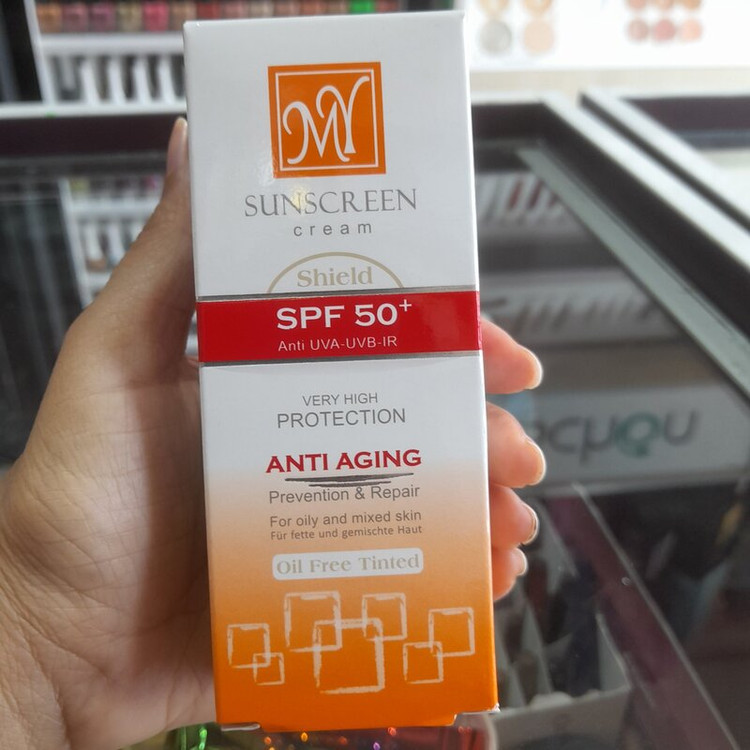 MY
SUNSCREEN
cream
Shield
SPF 50+
Anti UVA-UVB-IR
VERY HIGH
PROTECTION
ANTI AGING
Prevention & Repair
For oily and mixed skin
Für fette und gemischte Haut
Oil Free Tinted